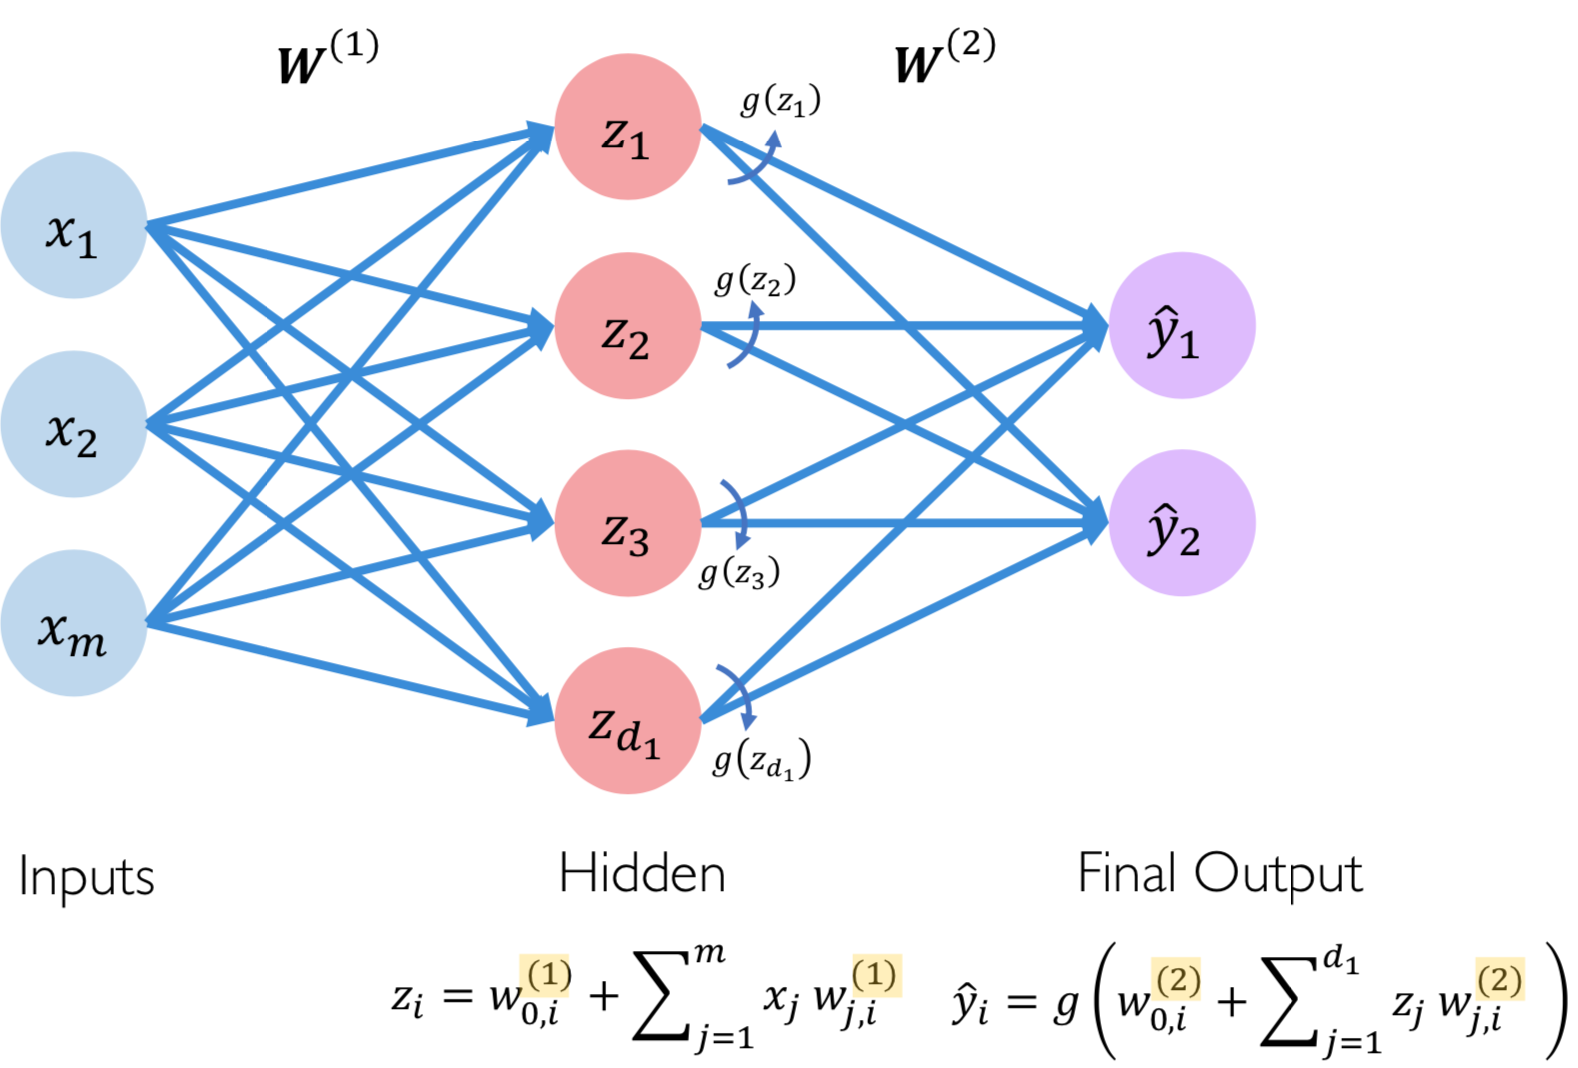 W^(1)
W^(2)
g(z_1)
z_1
x_1
g(z_2)
z_2
ŷ_1
x_2
z_3
ŷ_2
g(z_3)
x_m
z_{d_1}
g(z_{d_1})
Inputs
Hidden
Final Output
z_i = w_{0,i}^{(1)} + ∑_{j=1}^{m} x_j w_{j,i}^{(1)}
ŷ_i = g(w_{0,i}^{(2)} + ∑_{j=1}^{d_1} z_j w_{j,i}^{(2)})